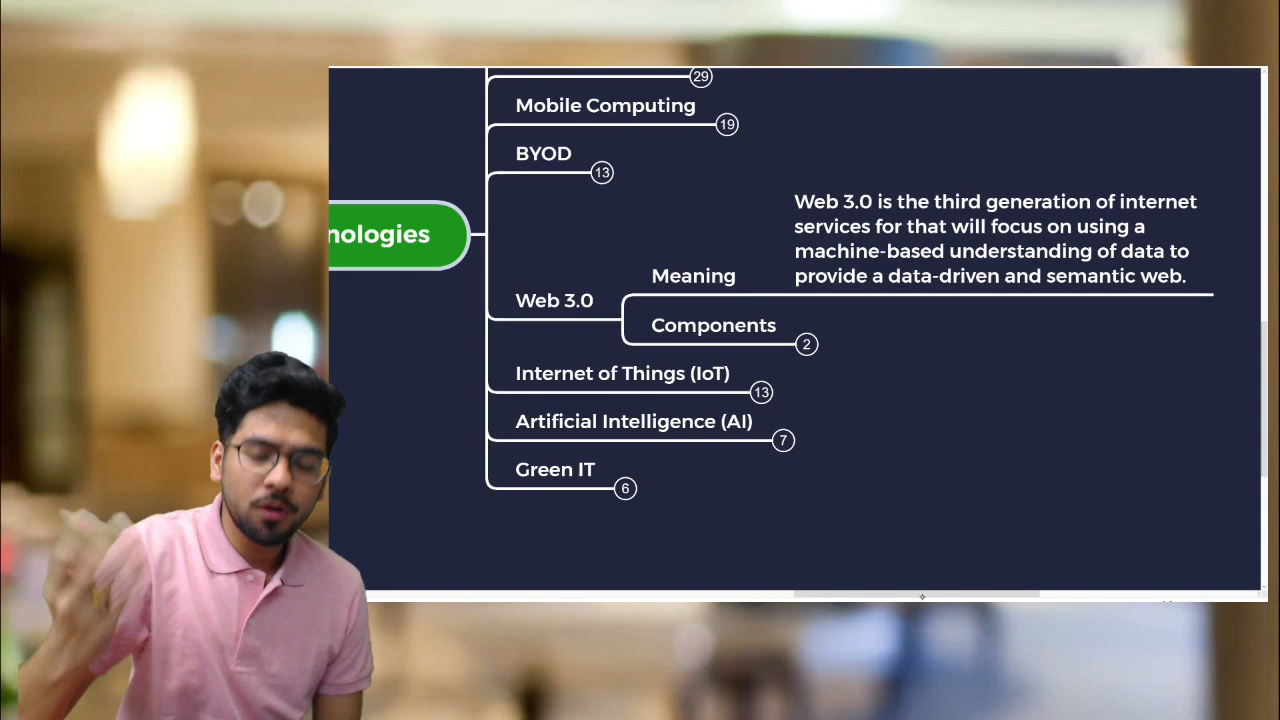 29
Mobile Computing
19
BYOD
13
nologies
Web 3.0 is the third generation of internet
services for that will focus on using a
machine-based understanding of data to
provide a data-driven and semantic web.
Meaning
Web 3.0
Components
2
Internet of Things (IoT)
13
Artificial Intelligence (AI)
7
Green IT
6